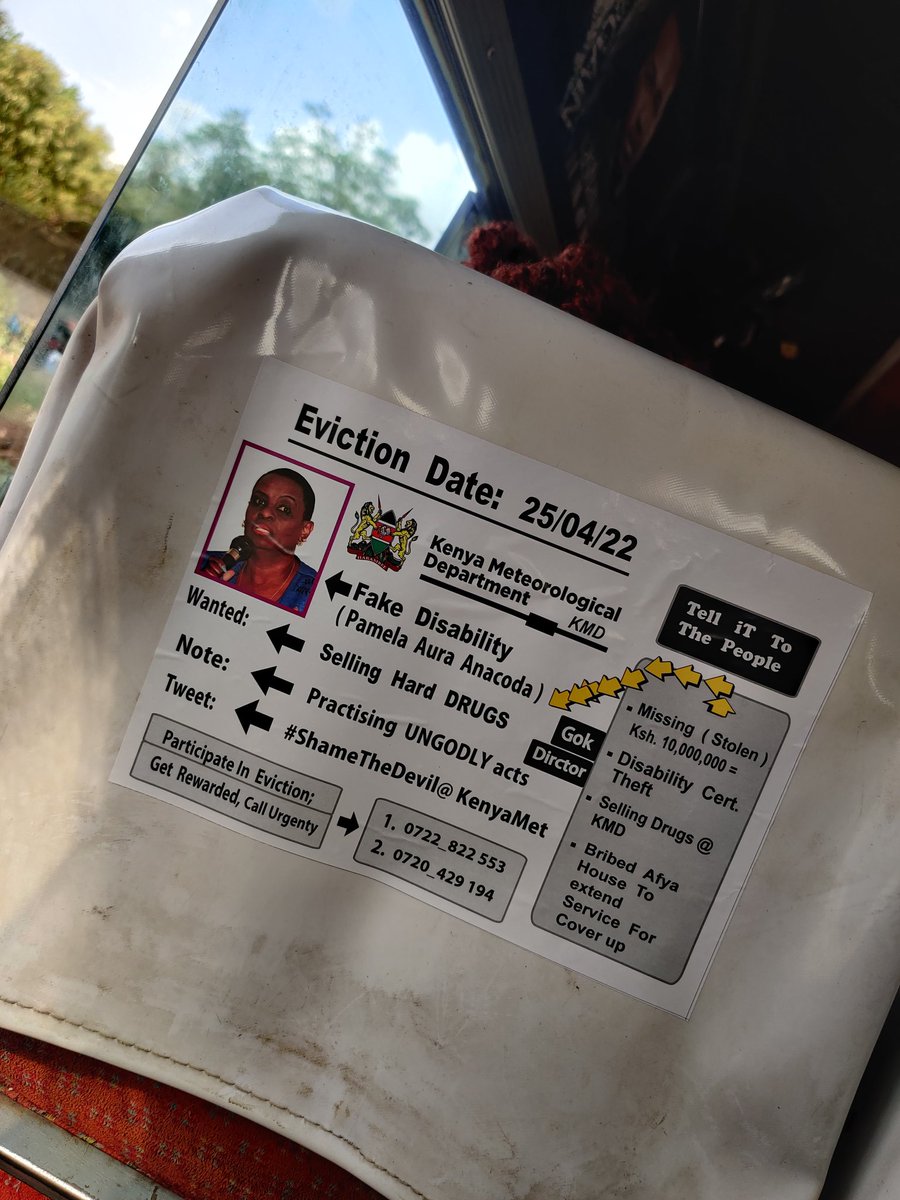 Eviction Date: 25/04/22
Kenya Meteorological
Department
KMD
HARAMBEE
Wanted:
Fake Disability
( Pamela Aura Anacoda )
Note:
Selling Hard DRUGS
Tweet:
Practising UNGODLY acts
#ShameTheDevil@ KenyaMet
Participate In Eviction;
Get Rewarded, Call Urgenty
1. 0722_822 553
2. 0720_429 194
Tell iT To
The People
Gok
Dirctor
▪ Missing ( Stolen )
Ksh. 10,000,000 =
▪ Disability Cert.
Theft
▪ Selling Drugs @
KMD
▪ Bribed Afya
House To
extend
Service For
Cover up